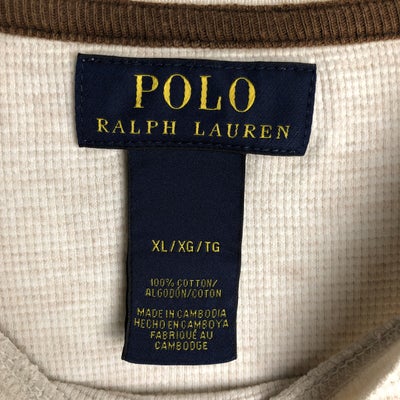 POLO
RALPH LAUREN
XL/XG/TG
100% COTTON/
ALGODÓN/COTON
MADE IN CAMBODIA
HECHO EN CAMBOYA
FABRIQUÉ AU
CAMBODGE